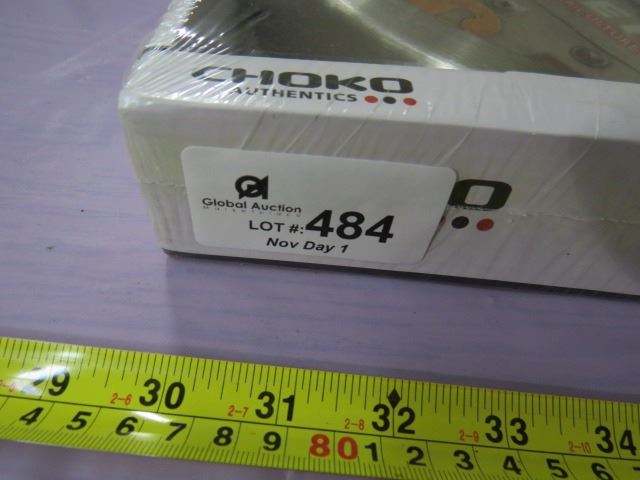 CHOKO
AUTHENTICS
Global Auction
LOT #: 484
Nov Day 1
29 30 31 32 33 34
2-6 2-7 2-8 2-9 2-10
4 5 6 7 8 9 80 1 2 3 4 5 6 7